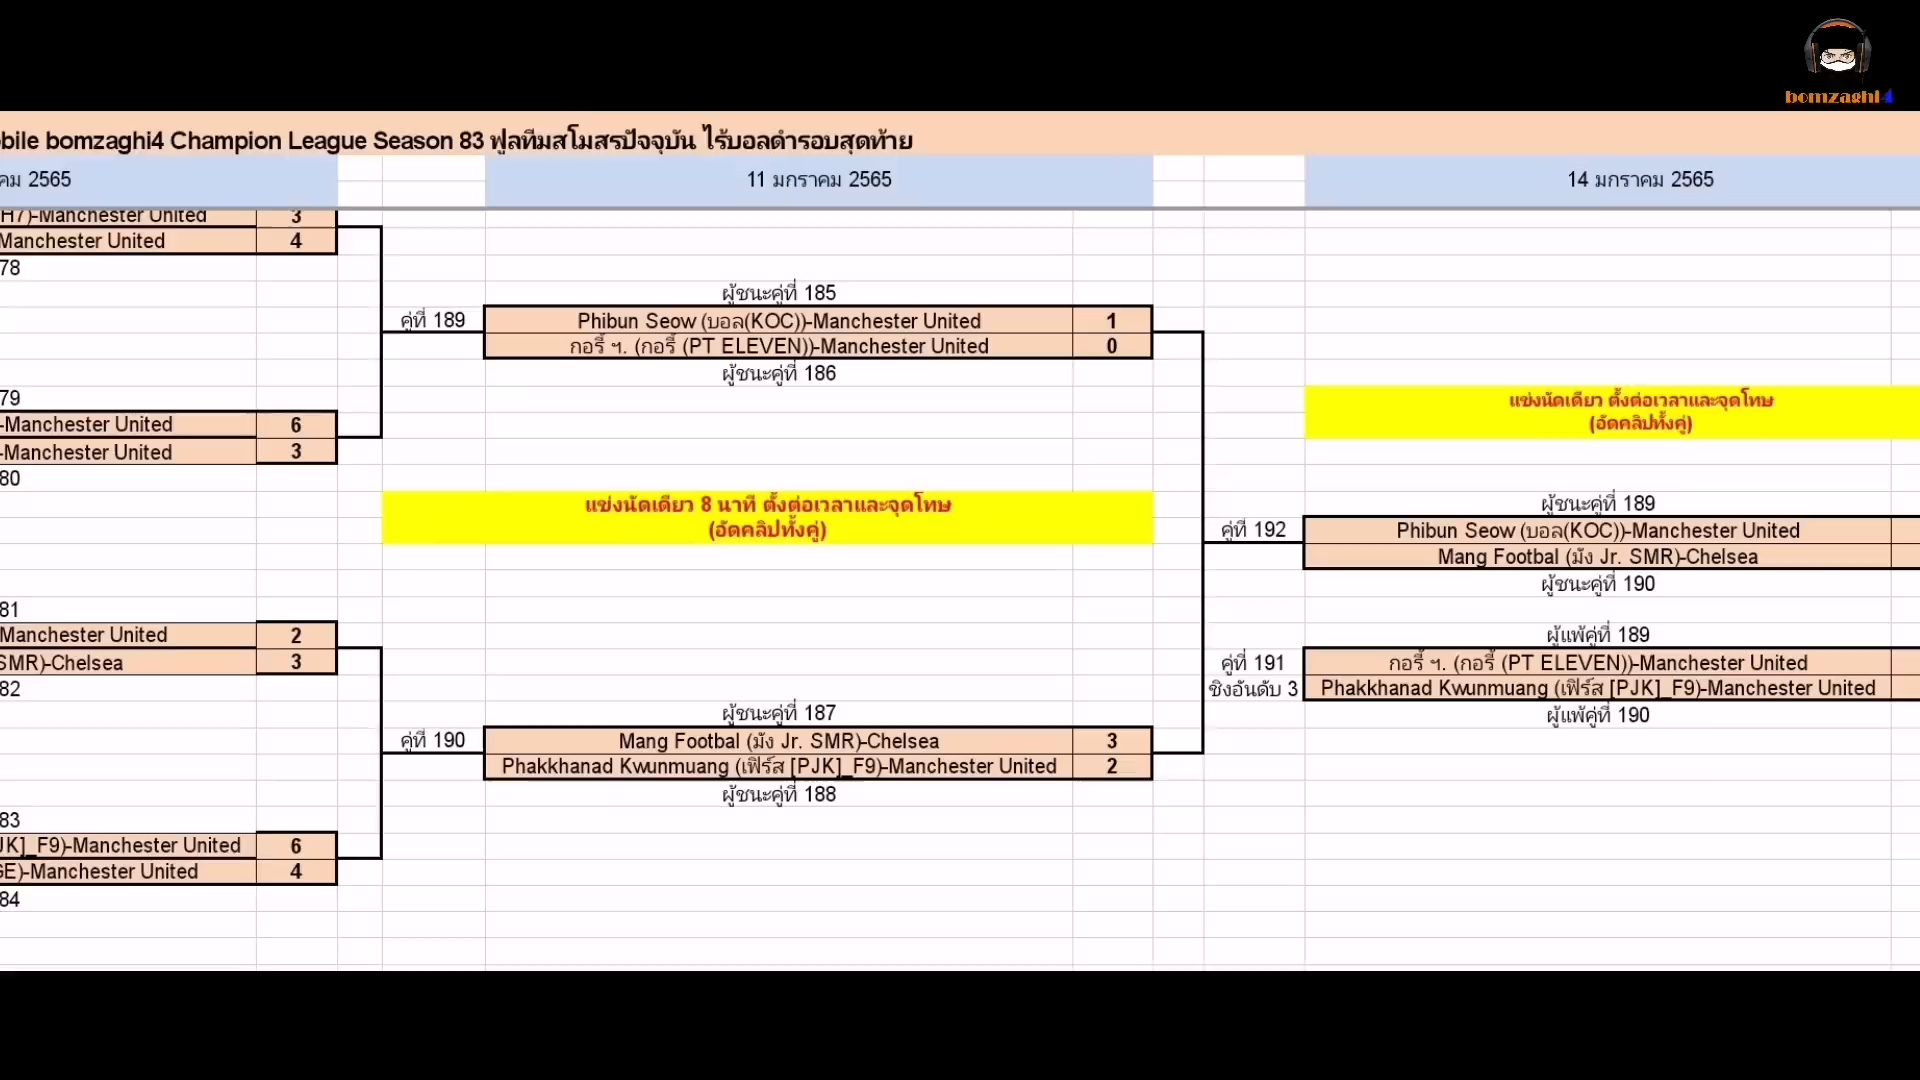 bomzaghi4
bile bomzaghi4 Champion League Season 83 ฟูลทีมสโมสรปัจจุบัน ไร้บอลดำรอบสุดท้าย
คม 2565
11 มกราคม 2565
14 มกราคม 2565
H7)-Manchester United 3
Manchester United 4
78
ผู้ชนะคู่ที่ 185
คู่ที่ 189
Phibun Seow (บอล(KOC))-Manchester United 1
กอรี้ ฯ. (กอรี้ (PT ELEVEN))-Manchester United 0
ผู้ชนะคู่ที่ 186
79
-Manchester United 6
-Manchester United 3
80
แข่งนัดเดียว 8 นาที ตั้งต่อเวลาและจุดโทษ
(อัดคลิปทั้งคู่)
81
Manchester United 2
SMR)-Chelsea 3
82
ผู้ชนะคู่ที่ 187
คู่ที่ 190
Mang Footbal (มัง Jr. SMR)-Chelsea 3
Phakkhanad Kwunmuang (เฟิร์ส [PJK]_F9)-Manchester United 2
ผู้ชนะคู่ที่ 188
83
JK]_F9)-Manchester United 6
GE)-Manchester United 4
84
แข่งนัดเดียว ตั้งต่อเวลาและจุดโทษ
(อัดคลิปทั้งคู่)
ผู้ชนะคู่ที่ 189
คู่ที่ 192
Phibun Seow (บอล(KOC))-Manchester United
Mang Footbal (มัง Jr. SMR)-Chelsea
ผู้ชนะคู่ที่ 190
ผู้แพ้คู่ที่ 189
คู่ที่ 191
ชิงอันดับ 3
กอรี้ ฯ. (กอรี้ (PT ELEVEN))-Manchester United
Phakkhanad Kwunmuang (เฟิร์ส [PJK]_F9)-Manchester United
ผู้แพ้คู่ที่ 190